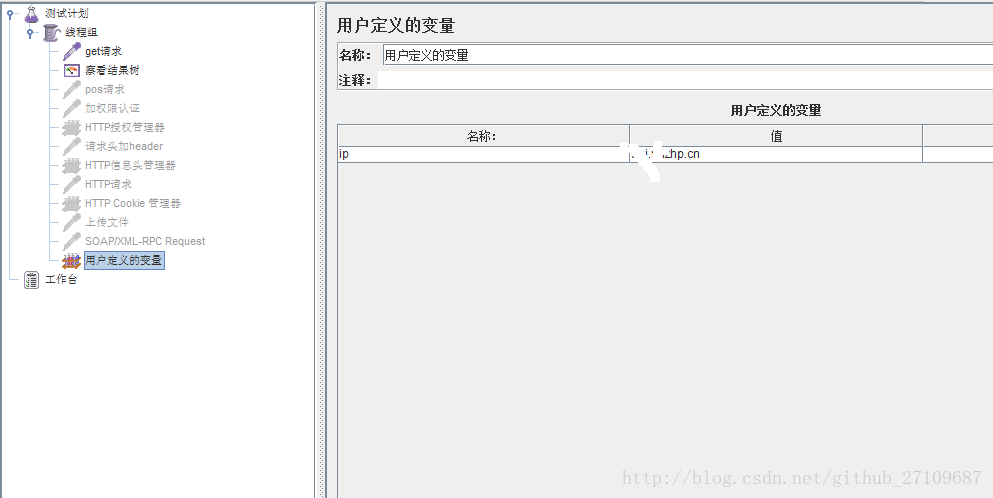 测试计划
线程组
get请求
察看结果树
pos请求
加权限认证
HTTP授权管理器
请求头加header
HTTP信息头管理器
HTTP请求
HTTP Cookie 管理器
上传文件
SOAP/XML-RPC Request
用户定义的变量
工作台
用户定义的变量
名称: 用户定义的变量
注释:
用户定义的变量
名称: 值
ip zhp.cn
http://blog.csdn.net/github_27109687